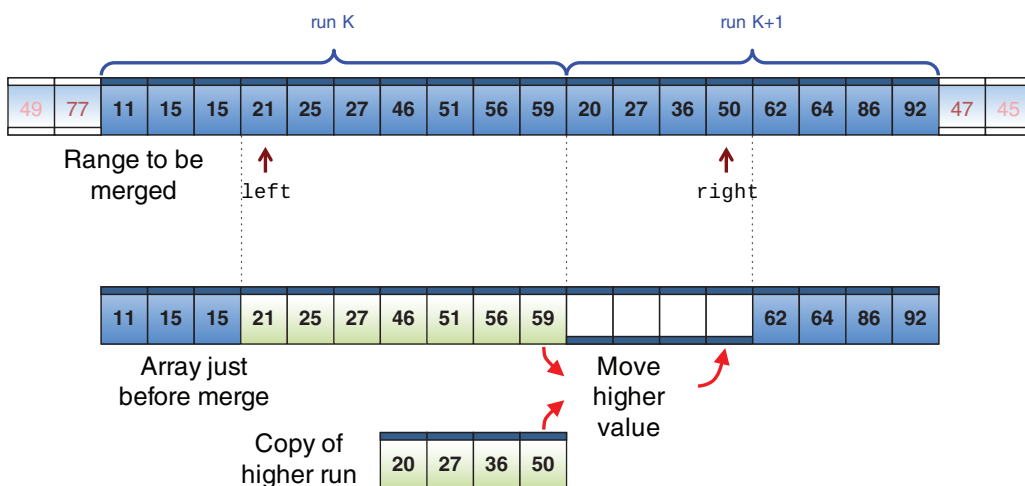 run K
run K+1
49 77 11 15 15 21 25 27 46 51 56 59 20 27 36 50 62 64 86 92 47 45
Range to be
merged
left
right
11 15 15 21 25 27 46 51 56 59 62 64 86 92
Array just
before merge
Move
higher
value
Copy of
higher run
20 27 36 50